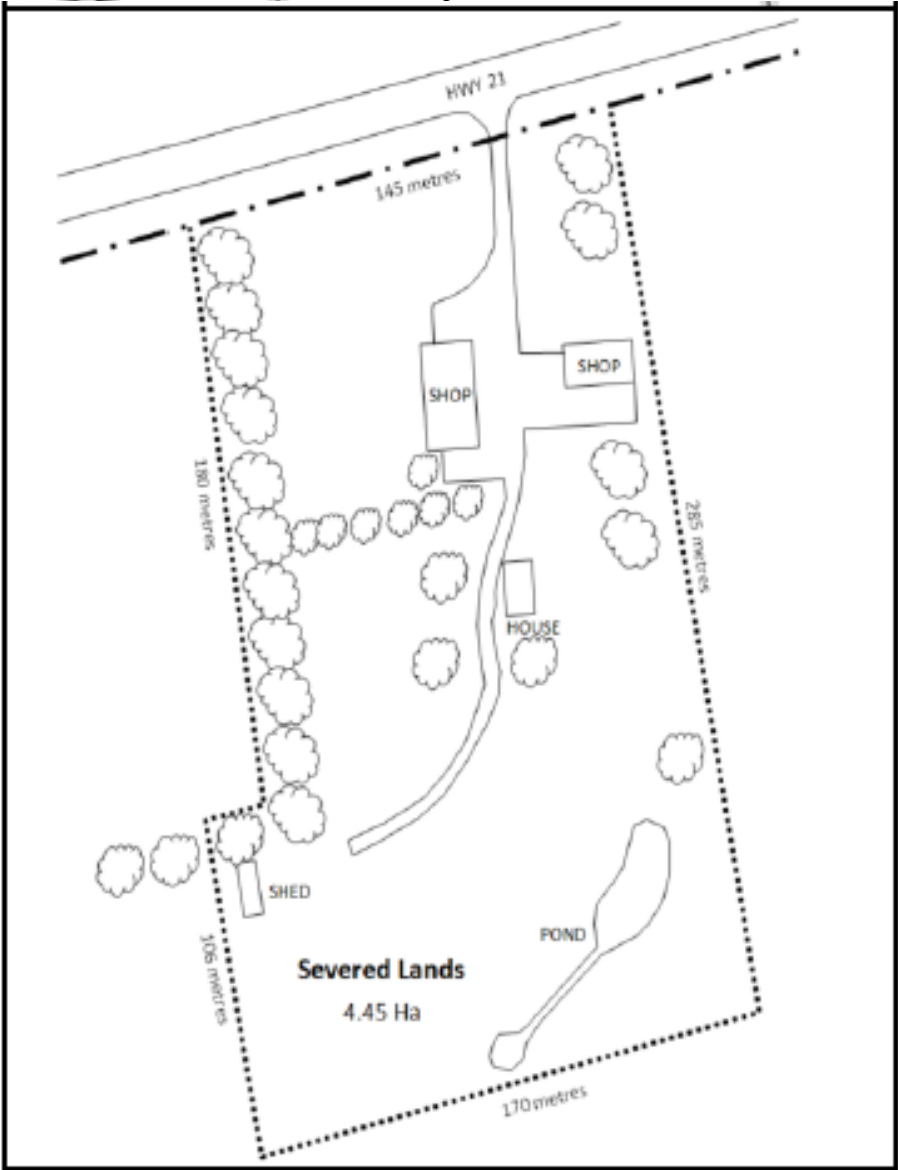 HWY 21
145 metres
SHOP
SHOP
180 metres
285 metres
HOUSE
SHED
POND
106 metres
Severed Lands
4.45 Ha
170 metres